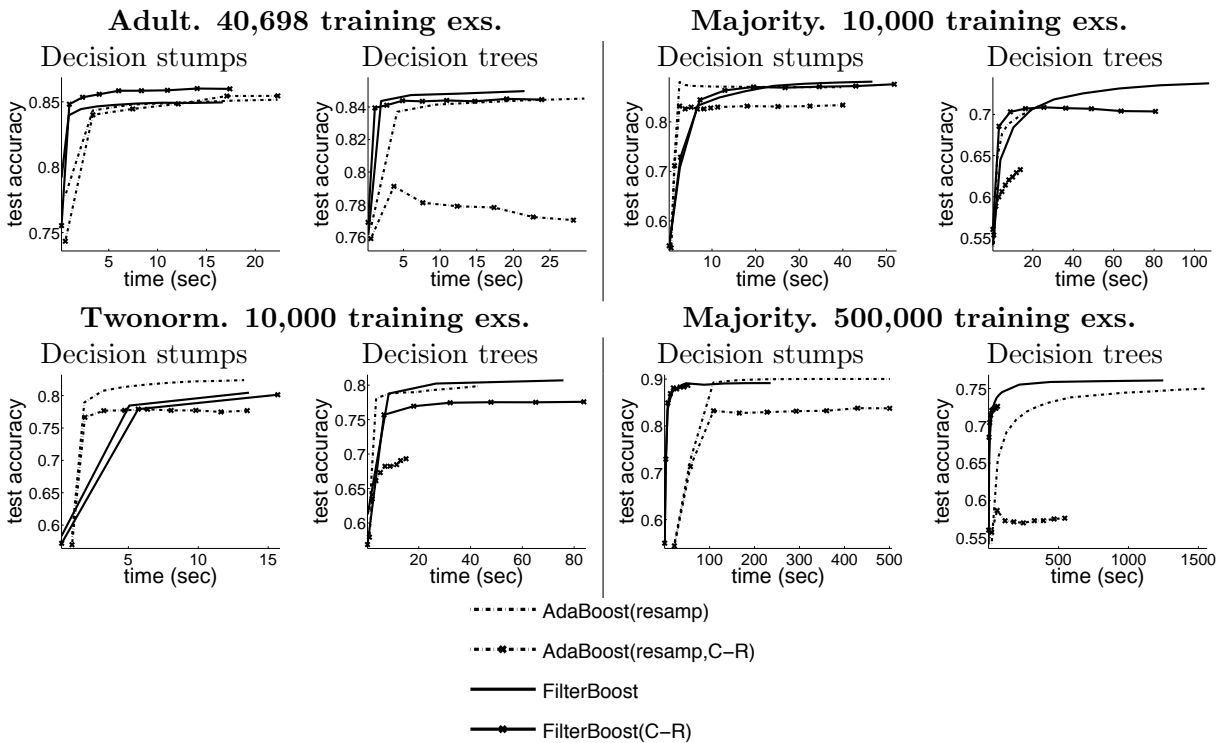 Adult. 40,698 training exs.
Majority. 10,000 training exs.
Decision stumps
Decision trees
Decision stumps
Decision trees
test accuracy
0.85
0.8
0.75
5 10 15 20
time (sec)
0.84
0.82
0.8
0.78
0.76
5 10 15 20 25
time (sec)
test accuracy
0.8
0.7
0.6
10 20 30 40 50
time (sec)
0.7
0.65
0.6
0.55
20 40 60 80 100
time (sec)
Twonorm. 10,000 training exs.
Majority. 500,000 training exs.
Decision stumps
Decision trees
Decision stumps
Decision trees
test accuracy
0.8
0.75
0.7
0.65
0.6
5 10 15
time (sec)
test accuracy
0.8
0.75
0.7
0.65
0.6
20 40 60 80
time (sec)
test accuracy
0.9
0.8
0.7
0.6
100 200 300 400 500
time (sec)
test accuracy
0.75
0.7
0.65
0.6
0.55
500 1000 1500
time (sec)
AdaBoost(resamp)
AdaBoost(resamp,C−R)
FilterBoost
FilterBoost(C−R)